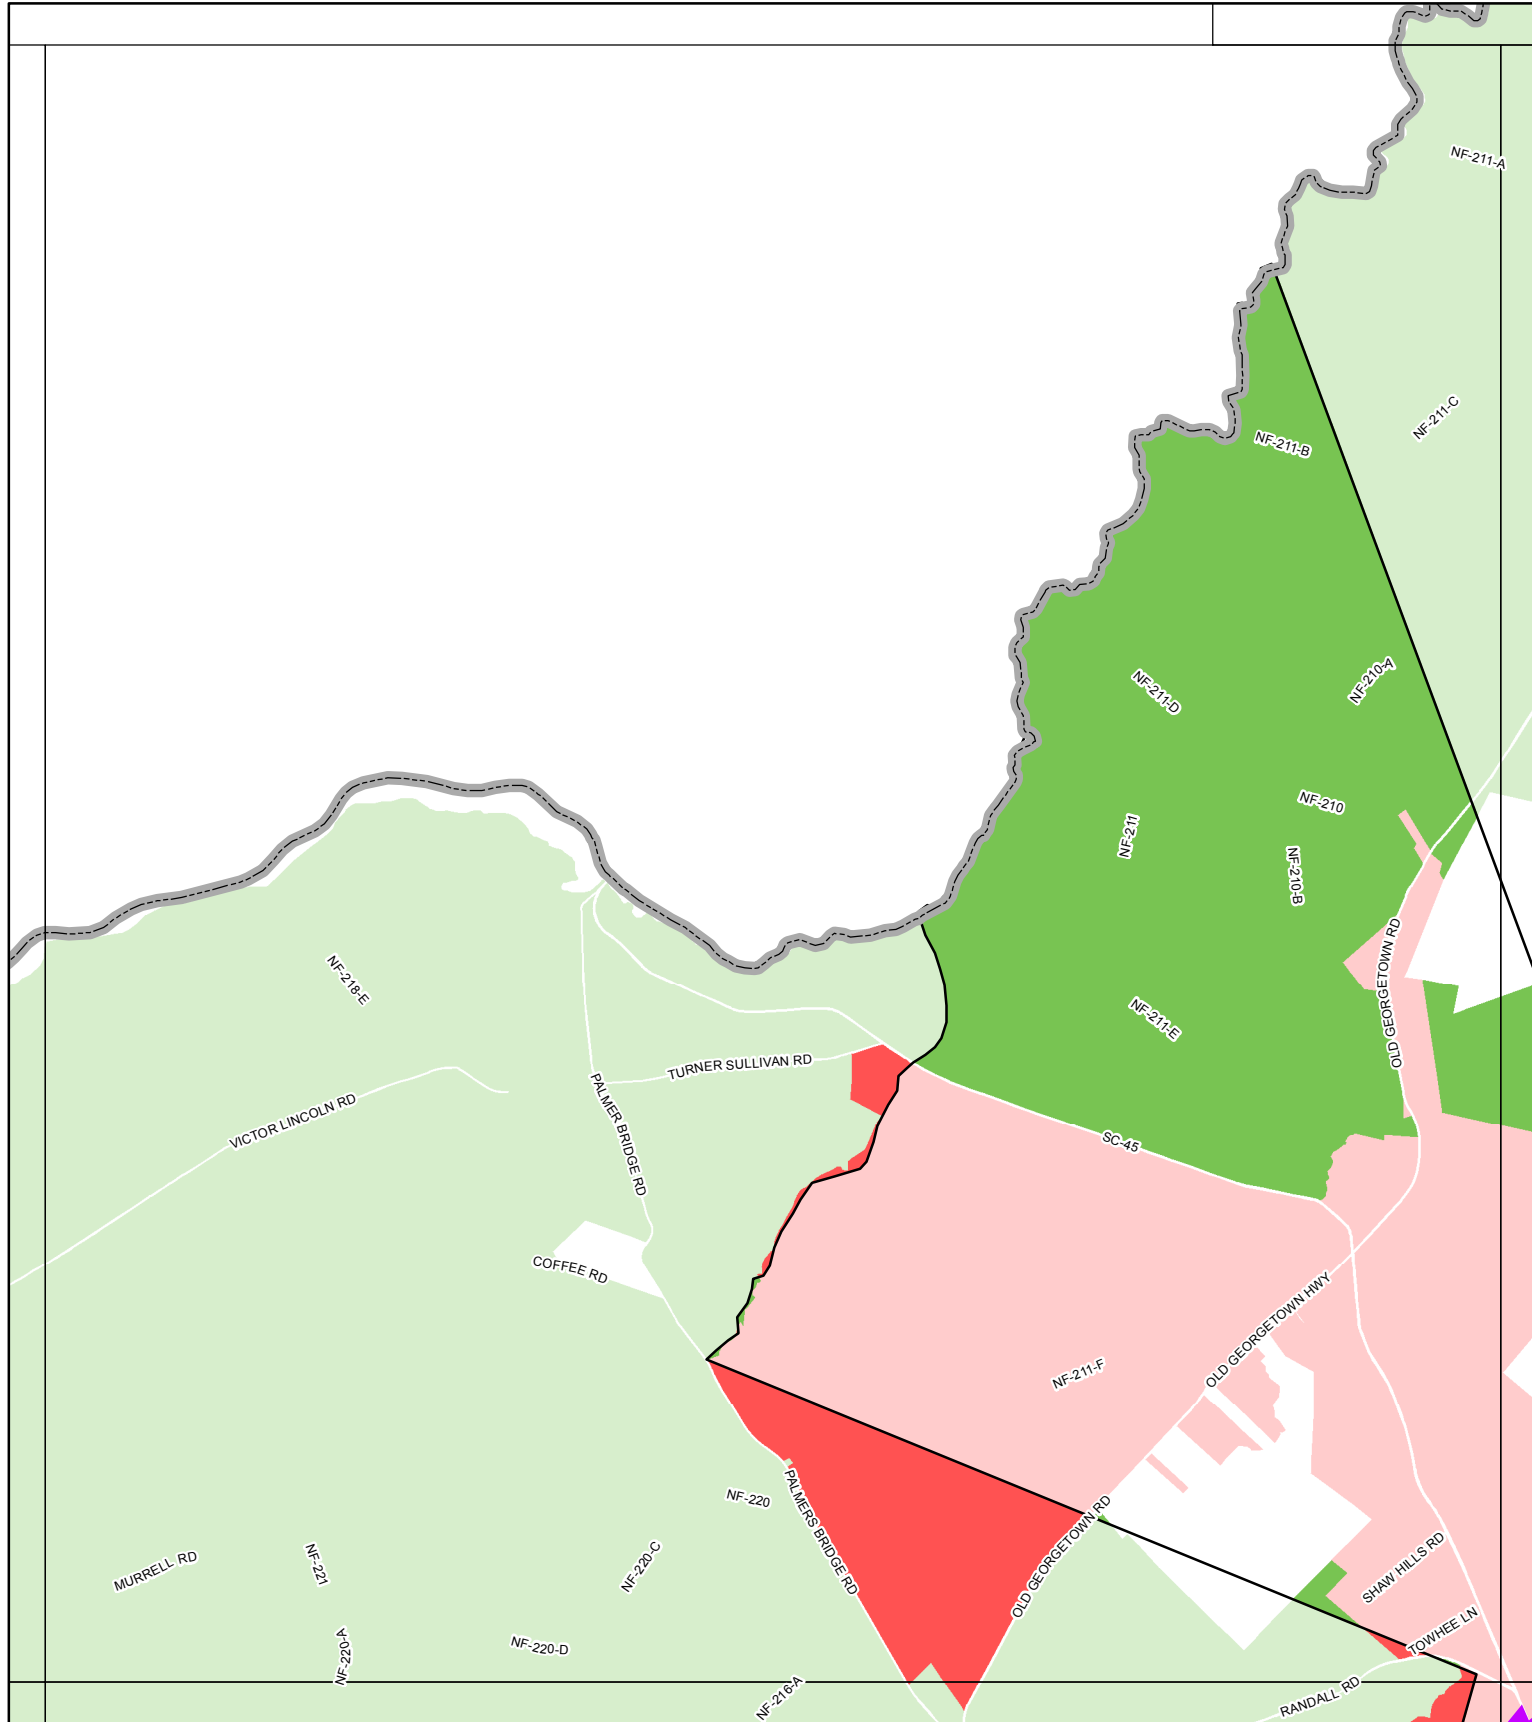 NF-211-A
NF-211-C
NF-211-B
NF-211-D
NF-210-A
NF-210
NF-211
NF-210-B
OLD GEORGETOWN RD
NF-218-E
NF-211-E
TURNER SULLIVAN RD
VICTOR LINCOLN RD
PALMER BRIDGE RD
SC-45
COFFEE RD
OLD GEORGETOWN HWY
NF-211-F
NF-220
PALMERS BRIDGE RD
OLD GEORGETOWN RD
MURRELL RD
NF-221
NF-220-C
SHAW HILLS RD
NF-220-A
NF-220-D
TOWHEE LN
NF-216-A
RANDALL RD